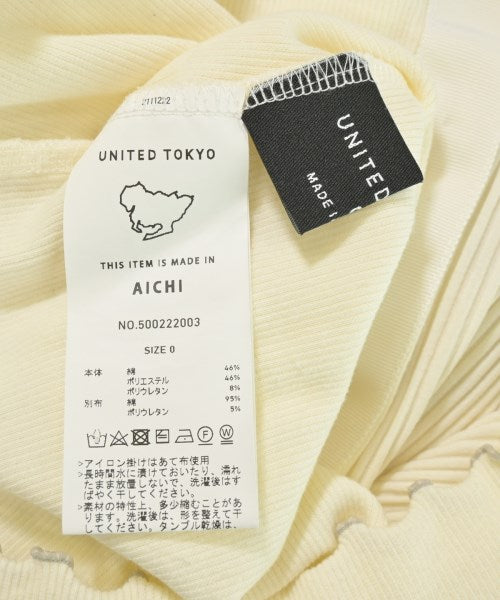 2111222
UNITED TOKYO
THIS ITEM IS MADE IN
AICHI
NO.500222003
SIZE 0
本体 綿 46%
ポリエステル 46%
ポリウレタン 8%
別布 綿 95%
ポリウレタン 5%
>アイロン掛けはあて布使用
>長時間水に漬けておいたり、濡れ
たまま放量しないで、洗濯後はす
ばやく干してください。
>素材の特性上、多少縮むことがあ
ります。洗濯後は、形を整えて干
してください。タンブル乾燥は、
UNITED
MADE